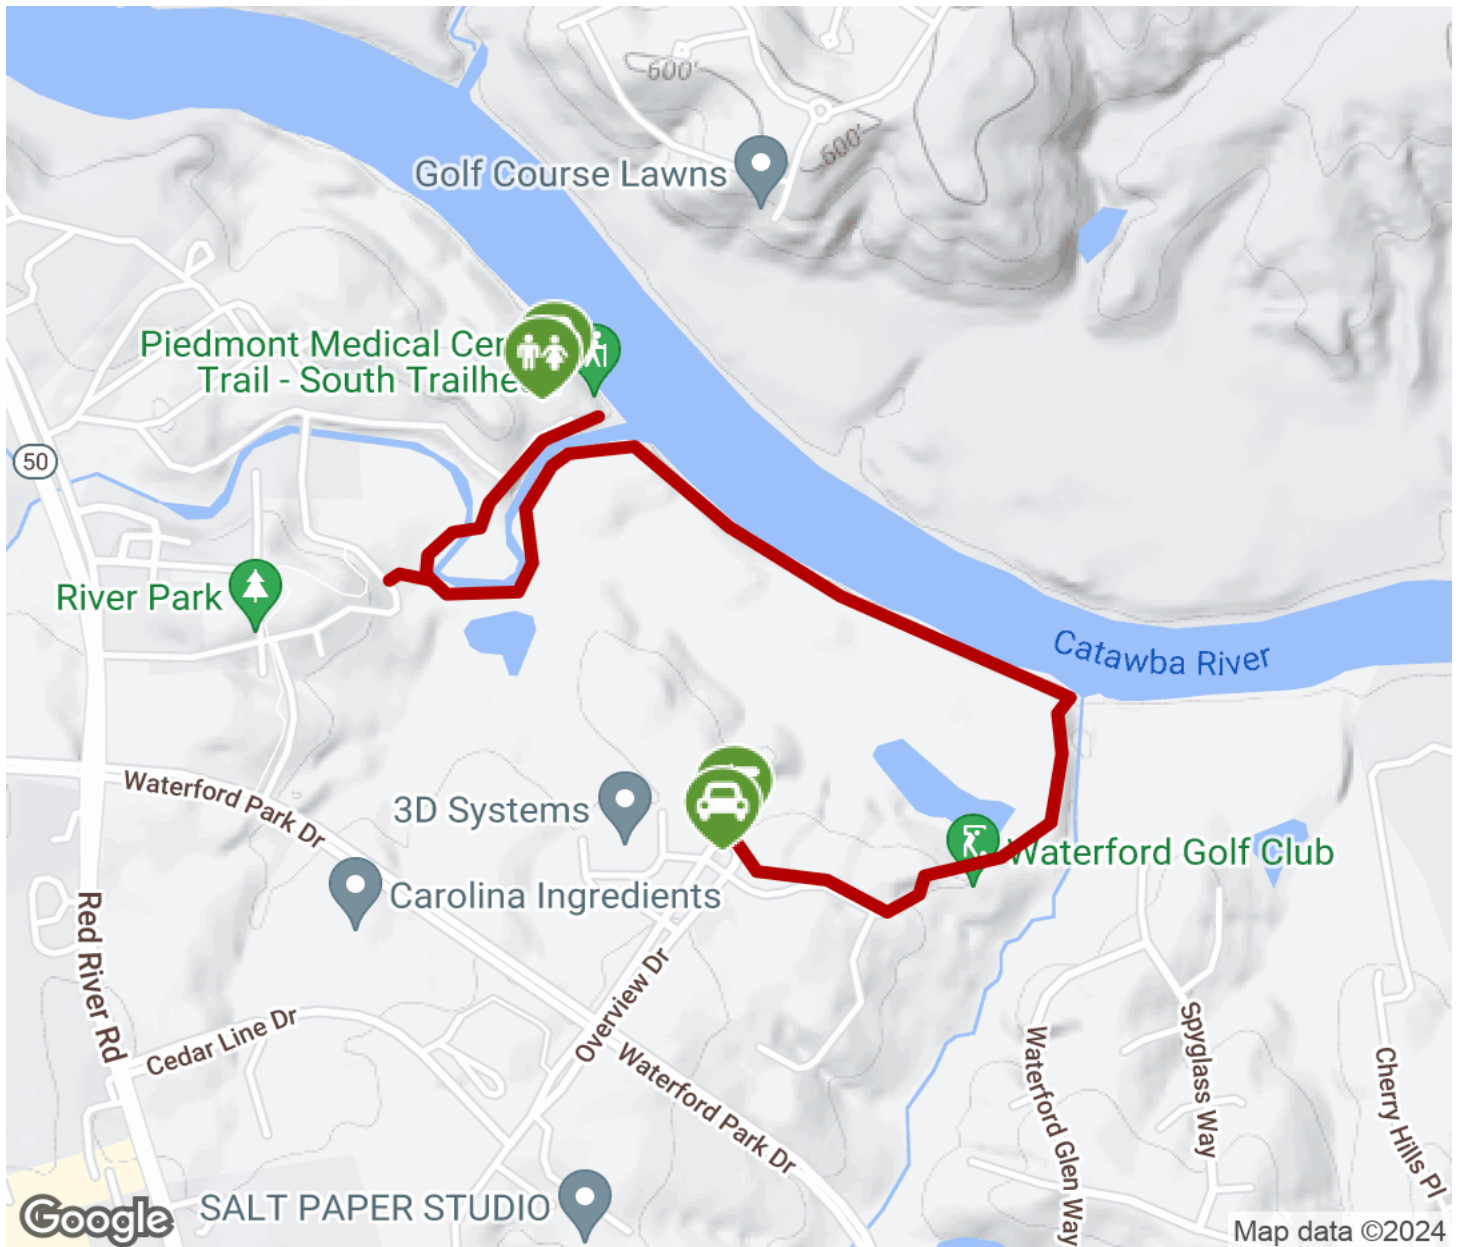 600'
600'
Golf Course Lawns
Piedmont Medical Cen
Trail - South Trailhe
50
River Park
Catawba River
Waterford Park Dr
3D Systems
Waterford Golf Club
Carolina Ingredients
Red River Rd
Overview Dr
Cedar Line Dr
Waterford Park Dr
Waterford Glen Way
Spyglass Way
Cherry Hills Pl
SALT PAPER STUDIO
Google
Map data ©2024